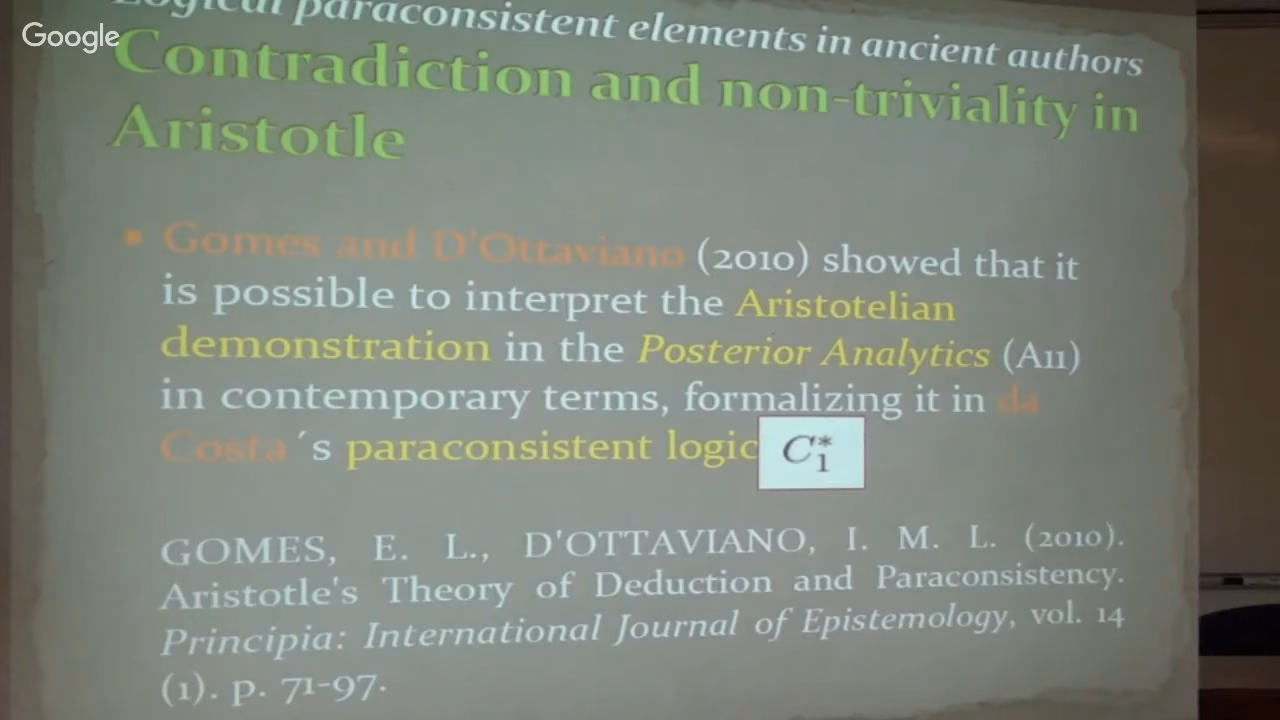 Google
Logical paraconsistent elements in ancient authors
Contradiction and non-triviality in
Aristotle
Gomes and D'Ottaviano (2010) showed that it
is possible to interpret the Aristotelian
demonstration in the Posterior Analytics (A11)
in contemporary terms, formalizing it in da
Costa´s paraconsistent logic C₁*
GOMES, E. L., D'OTTAVIANO, I. M. L. (2010).
Aristotle's Theory of Deduction and Paraconsistency.
Principia: International Journal of Epistemology, vol. 14
(1). p. 71-97.